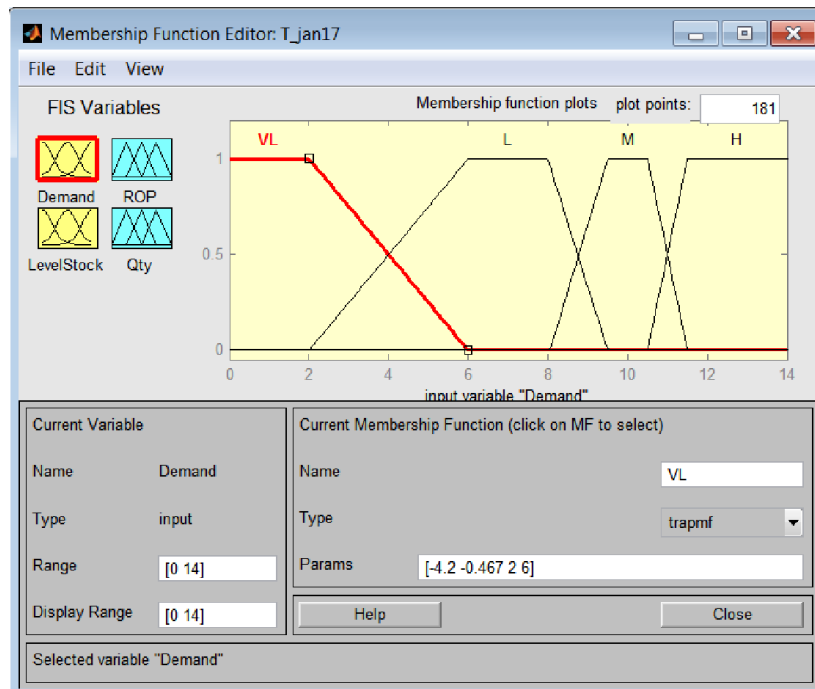 Membership Function Editor: T_jan17
File Edit View
FIS Variables
Membership function plots plot points: 181
VL L M H
1
0.5
0
0 2 4 6 8 10 12 14
input variable "Demand"
Demand ROP
LevelStock Qty
Current Variable
Name Demand
Type input
Range [0 14]
Display Range [0 14]
Current Membership Function (click on MF to select)
Name VL
Type trapmf
Params [-4.2 -0.467 2 6]
Help Close
Selected variable "Demand"